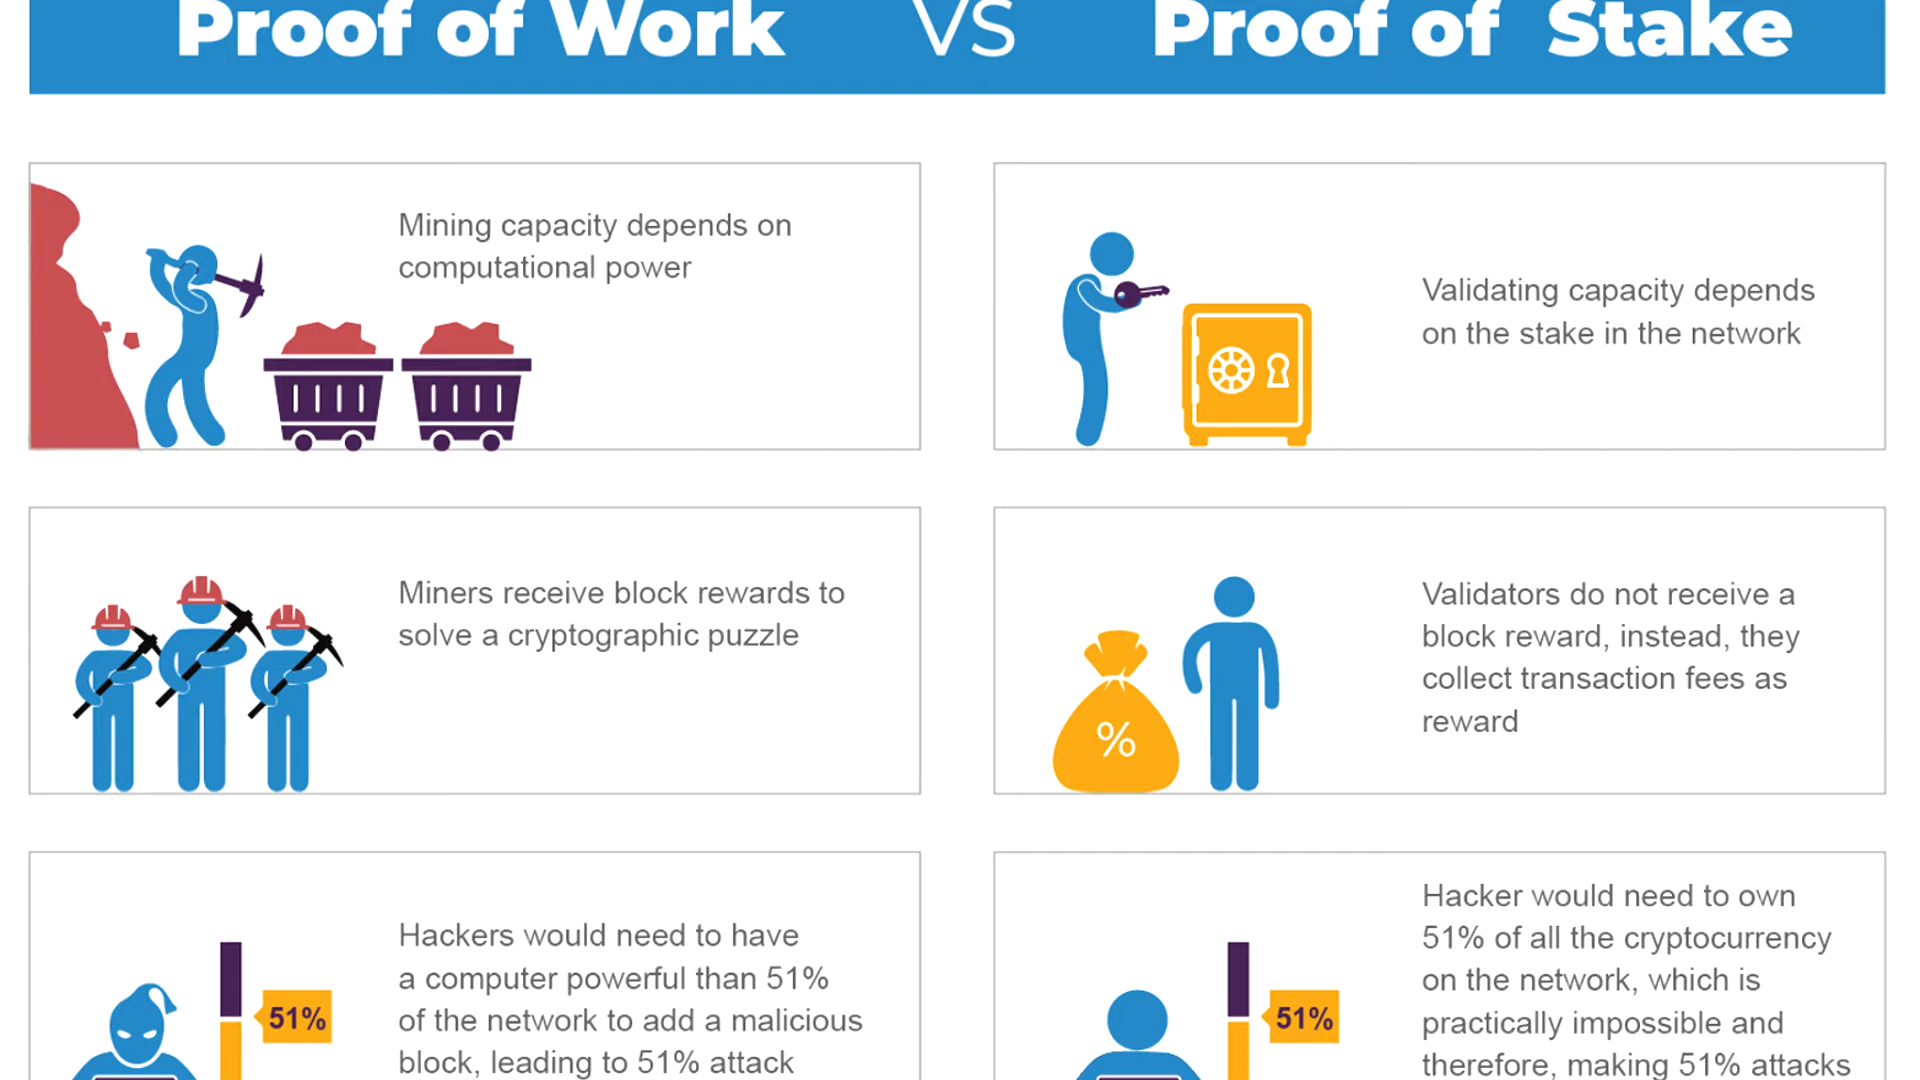 Proof of Work VS Proof of Stake
Mining capacity depends on
computational power
Validating capacity depends
on the stake in the network
Miners receive block rewards to
solve a cryptographic puzzle
Validators do not receive a
block reward, instead, they
collect transaction fees as
reward
%
Hackers would need to have
a computer powerful than 51%
of the network to add a malicious
block, leading to 51% attack
51%
Hacker would need to own
51% of all the cryptocurrency
on the network, which is
practically impossible and
therefore, making 51% attacks
51%